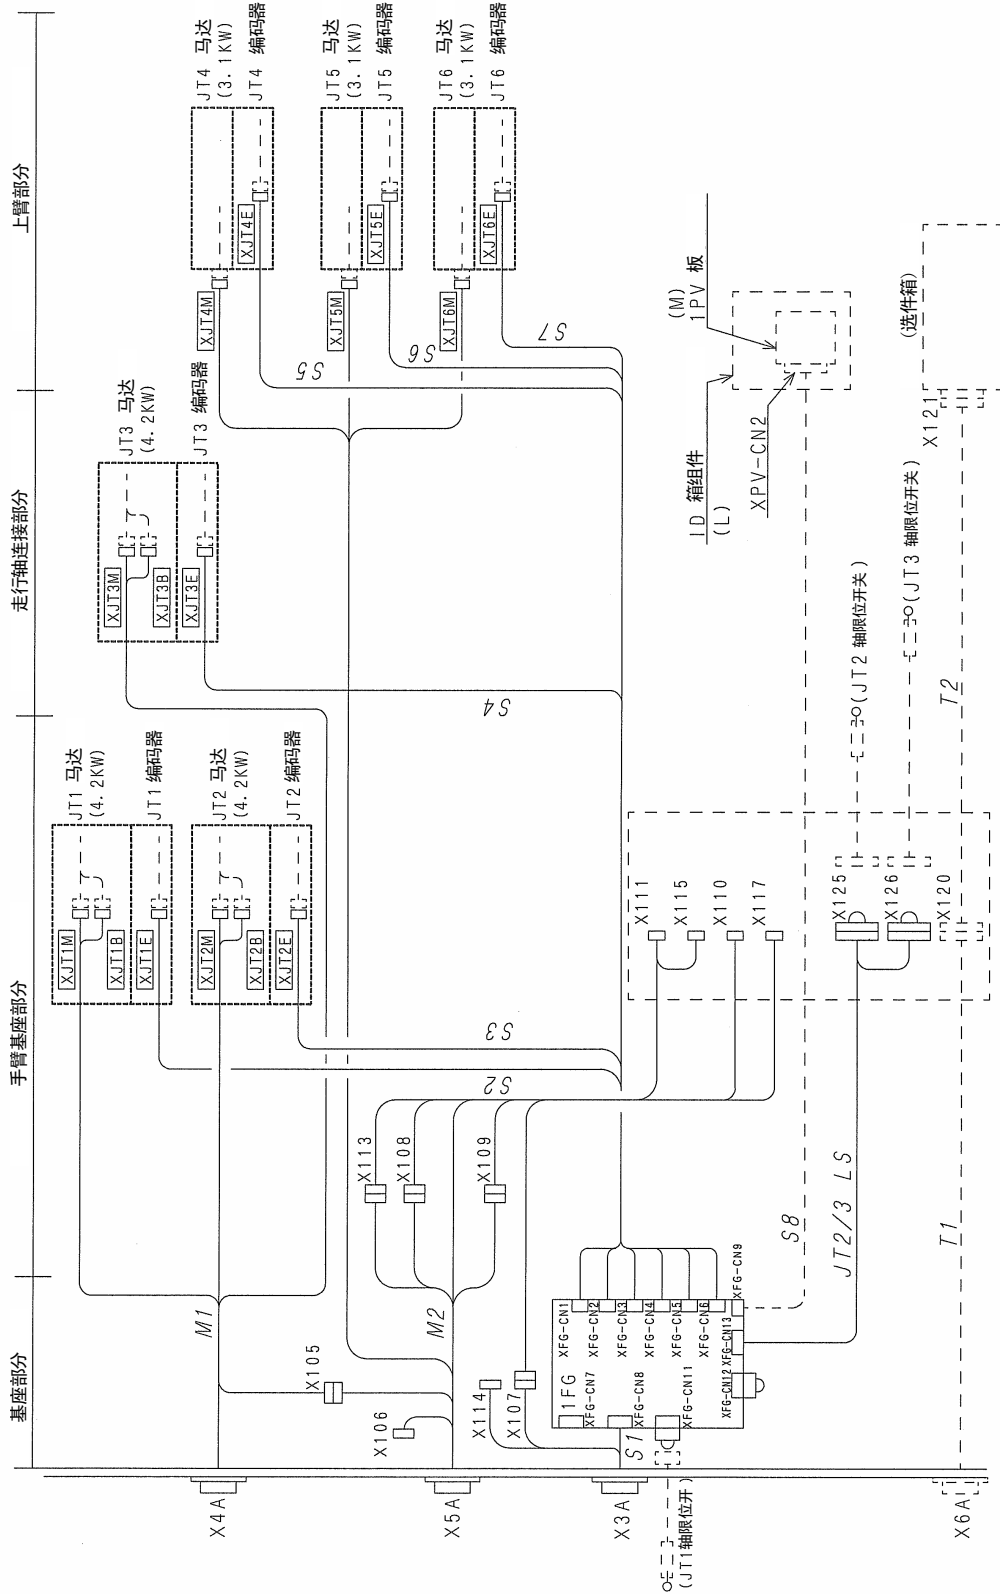 基座部分
手臂基座部分
走行轴连接部分
上臂部分
JT1 马达
(4.2KW)
JT1 编码器
XJT1M
XJT1B
XJT1E
JT2 马达
(4.2KW)
JT2 编码器
XJT2M
XJT2B
XJT2E
JT3 马达
(4.2KW)
JT3 编码器
XJT3M
XJT3B
XJT3E
JT4 马达
(3.1KW)
JT4 编码器
XJT4M
XJT4E
JT5 马达
(3.1KW)
JT5 编码器
XJT5M
XJT5E
JT6 马达
(3.1KW)
JT6 编码器
XJT6M
XJT6E
X4A
M1
X105
X106
X5A
M2
X113
X108
X109
X114
X107
X3A
S1
S2
S3
S4
S5
S6
S7
1FG
XFG-CN1
XFG-CN2
XFG-CN3
XFG-CN4
XFG-CN5
XFG-CN6
XFG-CN7
XFG-CN8
XFG-CN9
XFG-CN11
XFG-CN12
XFG-CN13
(JT1轴限位开)
X111
X115
X110
X117
X125
X126
X120
S8
JT2/3 LS
(JT2 轴限位开关)
(JT3 轴限位开关)
ID 箱组件
(L)
(M)
1PV 板
XPV-CN2
X6A
T1
T2
X121
(选件箱)